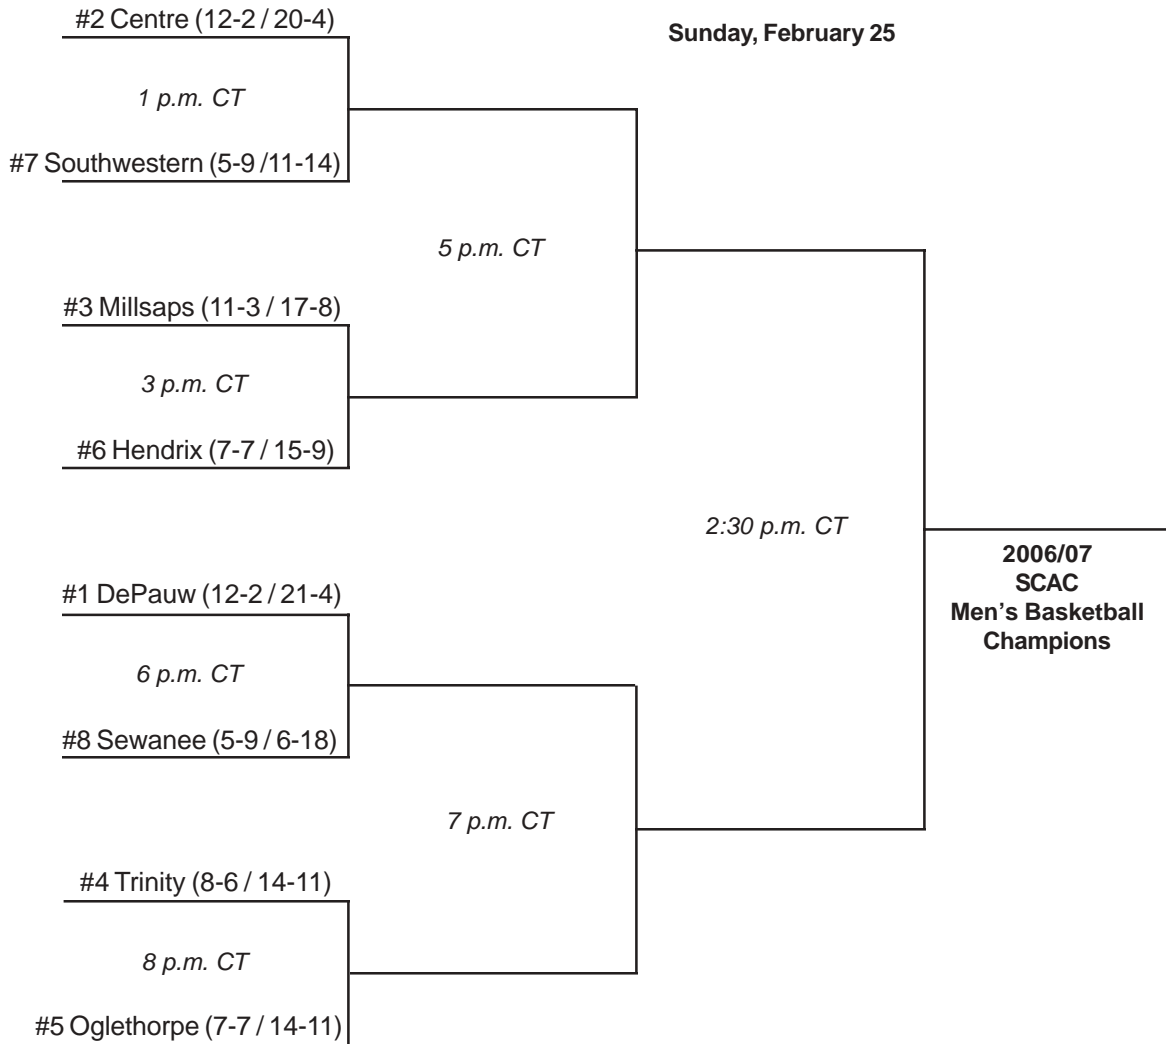 #2 Centre (12-2 / 20-4)
Sunday, February 25
1 p.m. CT
#7 Southwestern (5-9 /11-14)
5 p.m. CT
#3 Millsaps (11-3 / 17-8)
3 p.m. CT
#6 Hendrix (7-7 / 15-9)
2:30 p.m. CT
2006/07
SCAC
Men's Basketball
Champions
#1 DePauw (12-2 / 21-4)
6 p.m. CT
#8 Sewanee (5-9 / 6-18)
7 p.m. CT
#4 Trinity (8-6 / 14-11)
8 p.m. CT
#5 Oglethorpe (7-7 / 14-11)